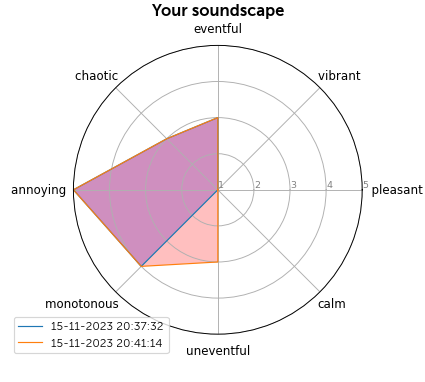 Your soundscape
eventful
chaotic
vibrant
annoying
1
2
3
4
5
pleasant
monotonous
calm
15-11-2023 20:37:32
15-11-2023 20:41:14
uneventful